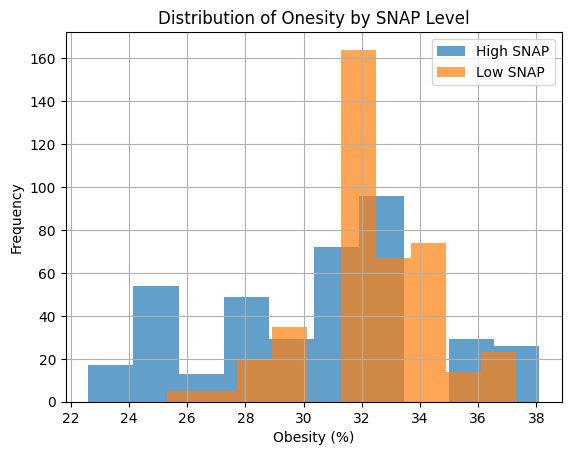 Distribution of Onesity by SNAP Level
High SNAP
Low SNAP
160
140
120
100
80
60
40
20
0
Frequency
22 24 26 28 30 32 34 36 38
Obesity (%)